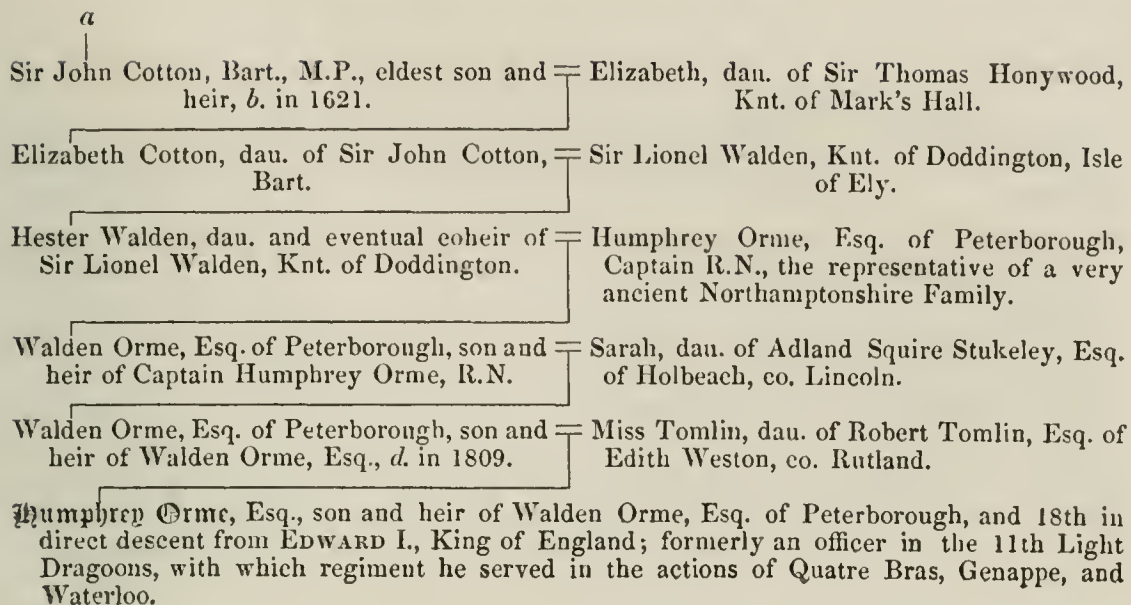 a
Sir John Cotton, Bart., M.P., eldest son and = Elizabeth, dau. of Sir Thomas Honywood,
heir, b. in 1621. Knt. of Mark's Hall.
Elizabeth Cotton, dau. of Sir John Cotton, = Sir Lionel Walden, Knt. of Doddington, Isle
Bart. of Ely.
Hester Walden, dau. and eventual coheir of = Humphrey Orme, Esq. of Peterborough,
Sir Lionel Walden, Knt. of Doddington. Captain R.N., the representative of a very
ancient Northamptonshire Family.
Walden Orme, Esq. of Peterborough, son and = Sarah, dau. of Adland Squire Stukeley, Esq.
heir of Captain Humphrey Orme, R.N. of Holbeach, co. Lincoln.
Walden Orme, Esq. of Peterborough, son and = Miss Tomlin, dau. of Robert Tomlin, Esq. of
heir of Walden Orme, Esq., d. in 1809. Edith Weston, co. Rutland.
Humphrey Orme, Esq., son and heir of Walden Orme, Esq. of Peterborough, and 18th in
direct descent from EDWARD I., King of England; formerly an officer in the 11th Light
Dragoons, with which regiment he served in the actions of Quatre Bras, Genappe, and
Waterloo.